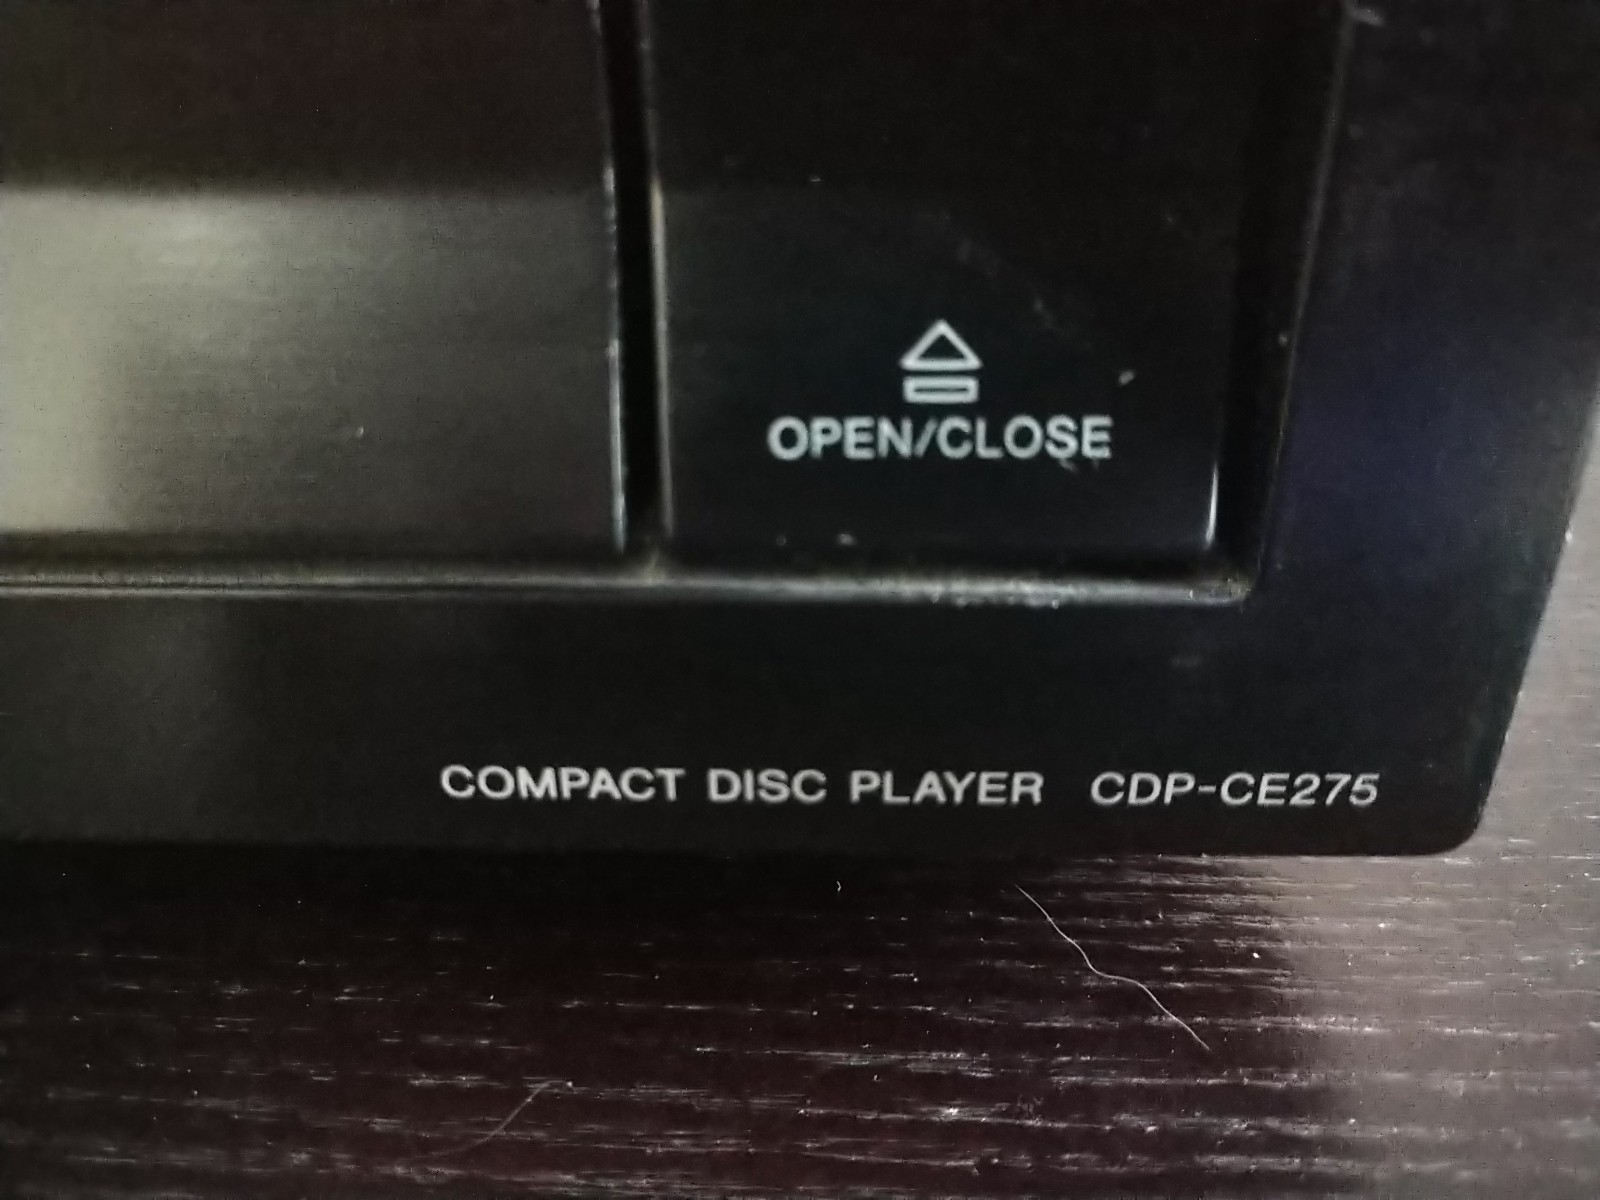 OPEN/CLOSE
COMPACT DISC PLAYER CDP-CE275